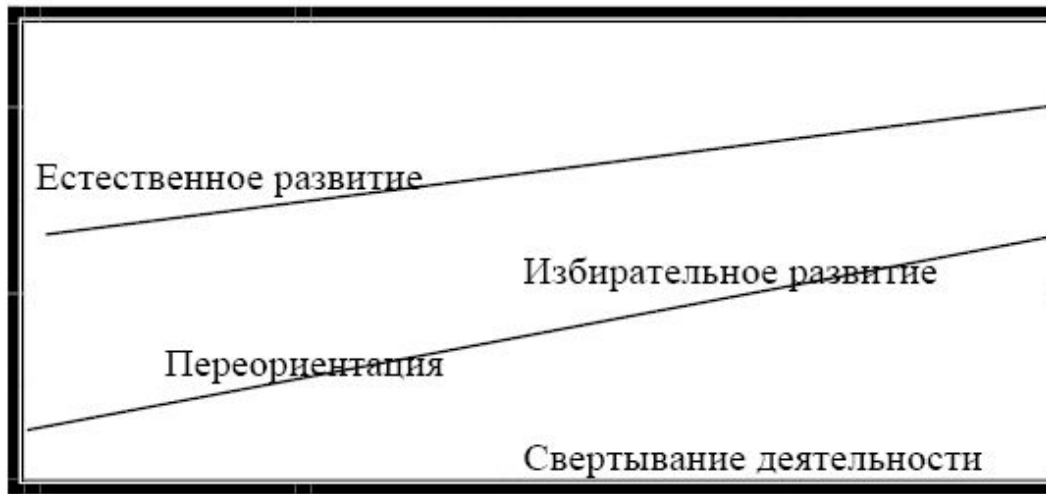 Естественное развитие
Избирательное развитие
Переориентация
Свертывание деятельности